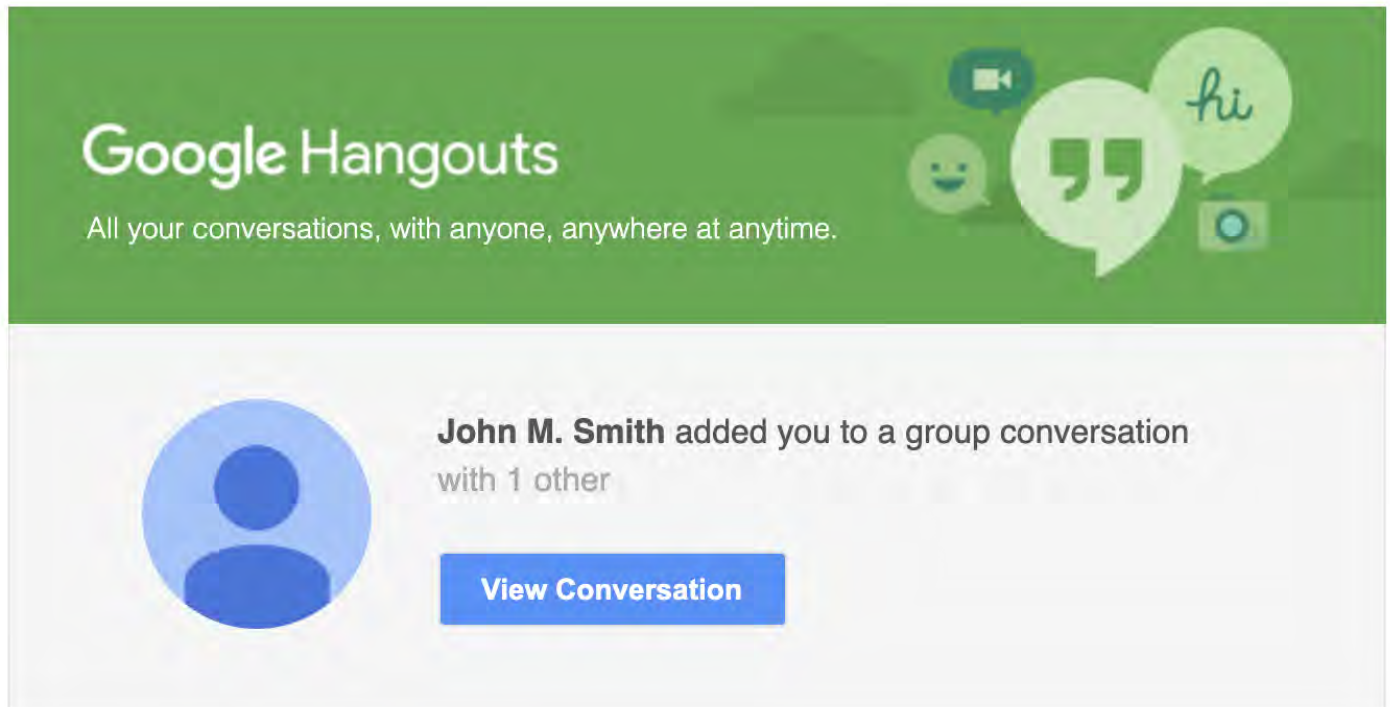 Google Hangouts
All your conversations, with anyone, anywhere at anytime.
hi
John M. Smith added you to a group conversation
with 1 other
View Conversation